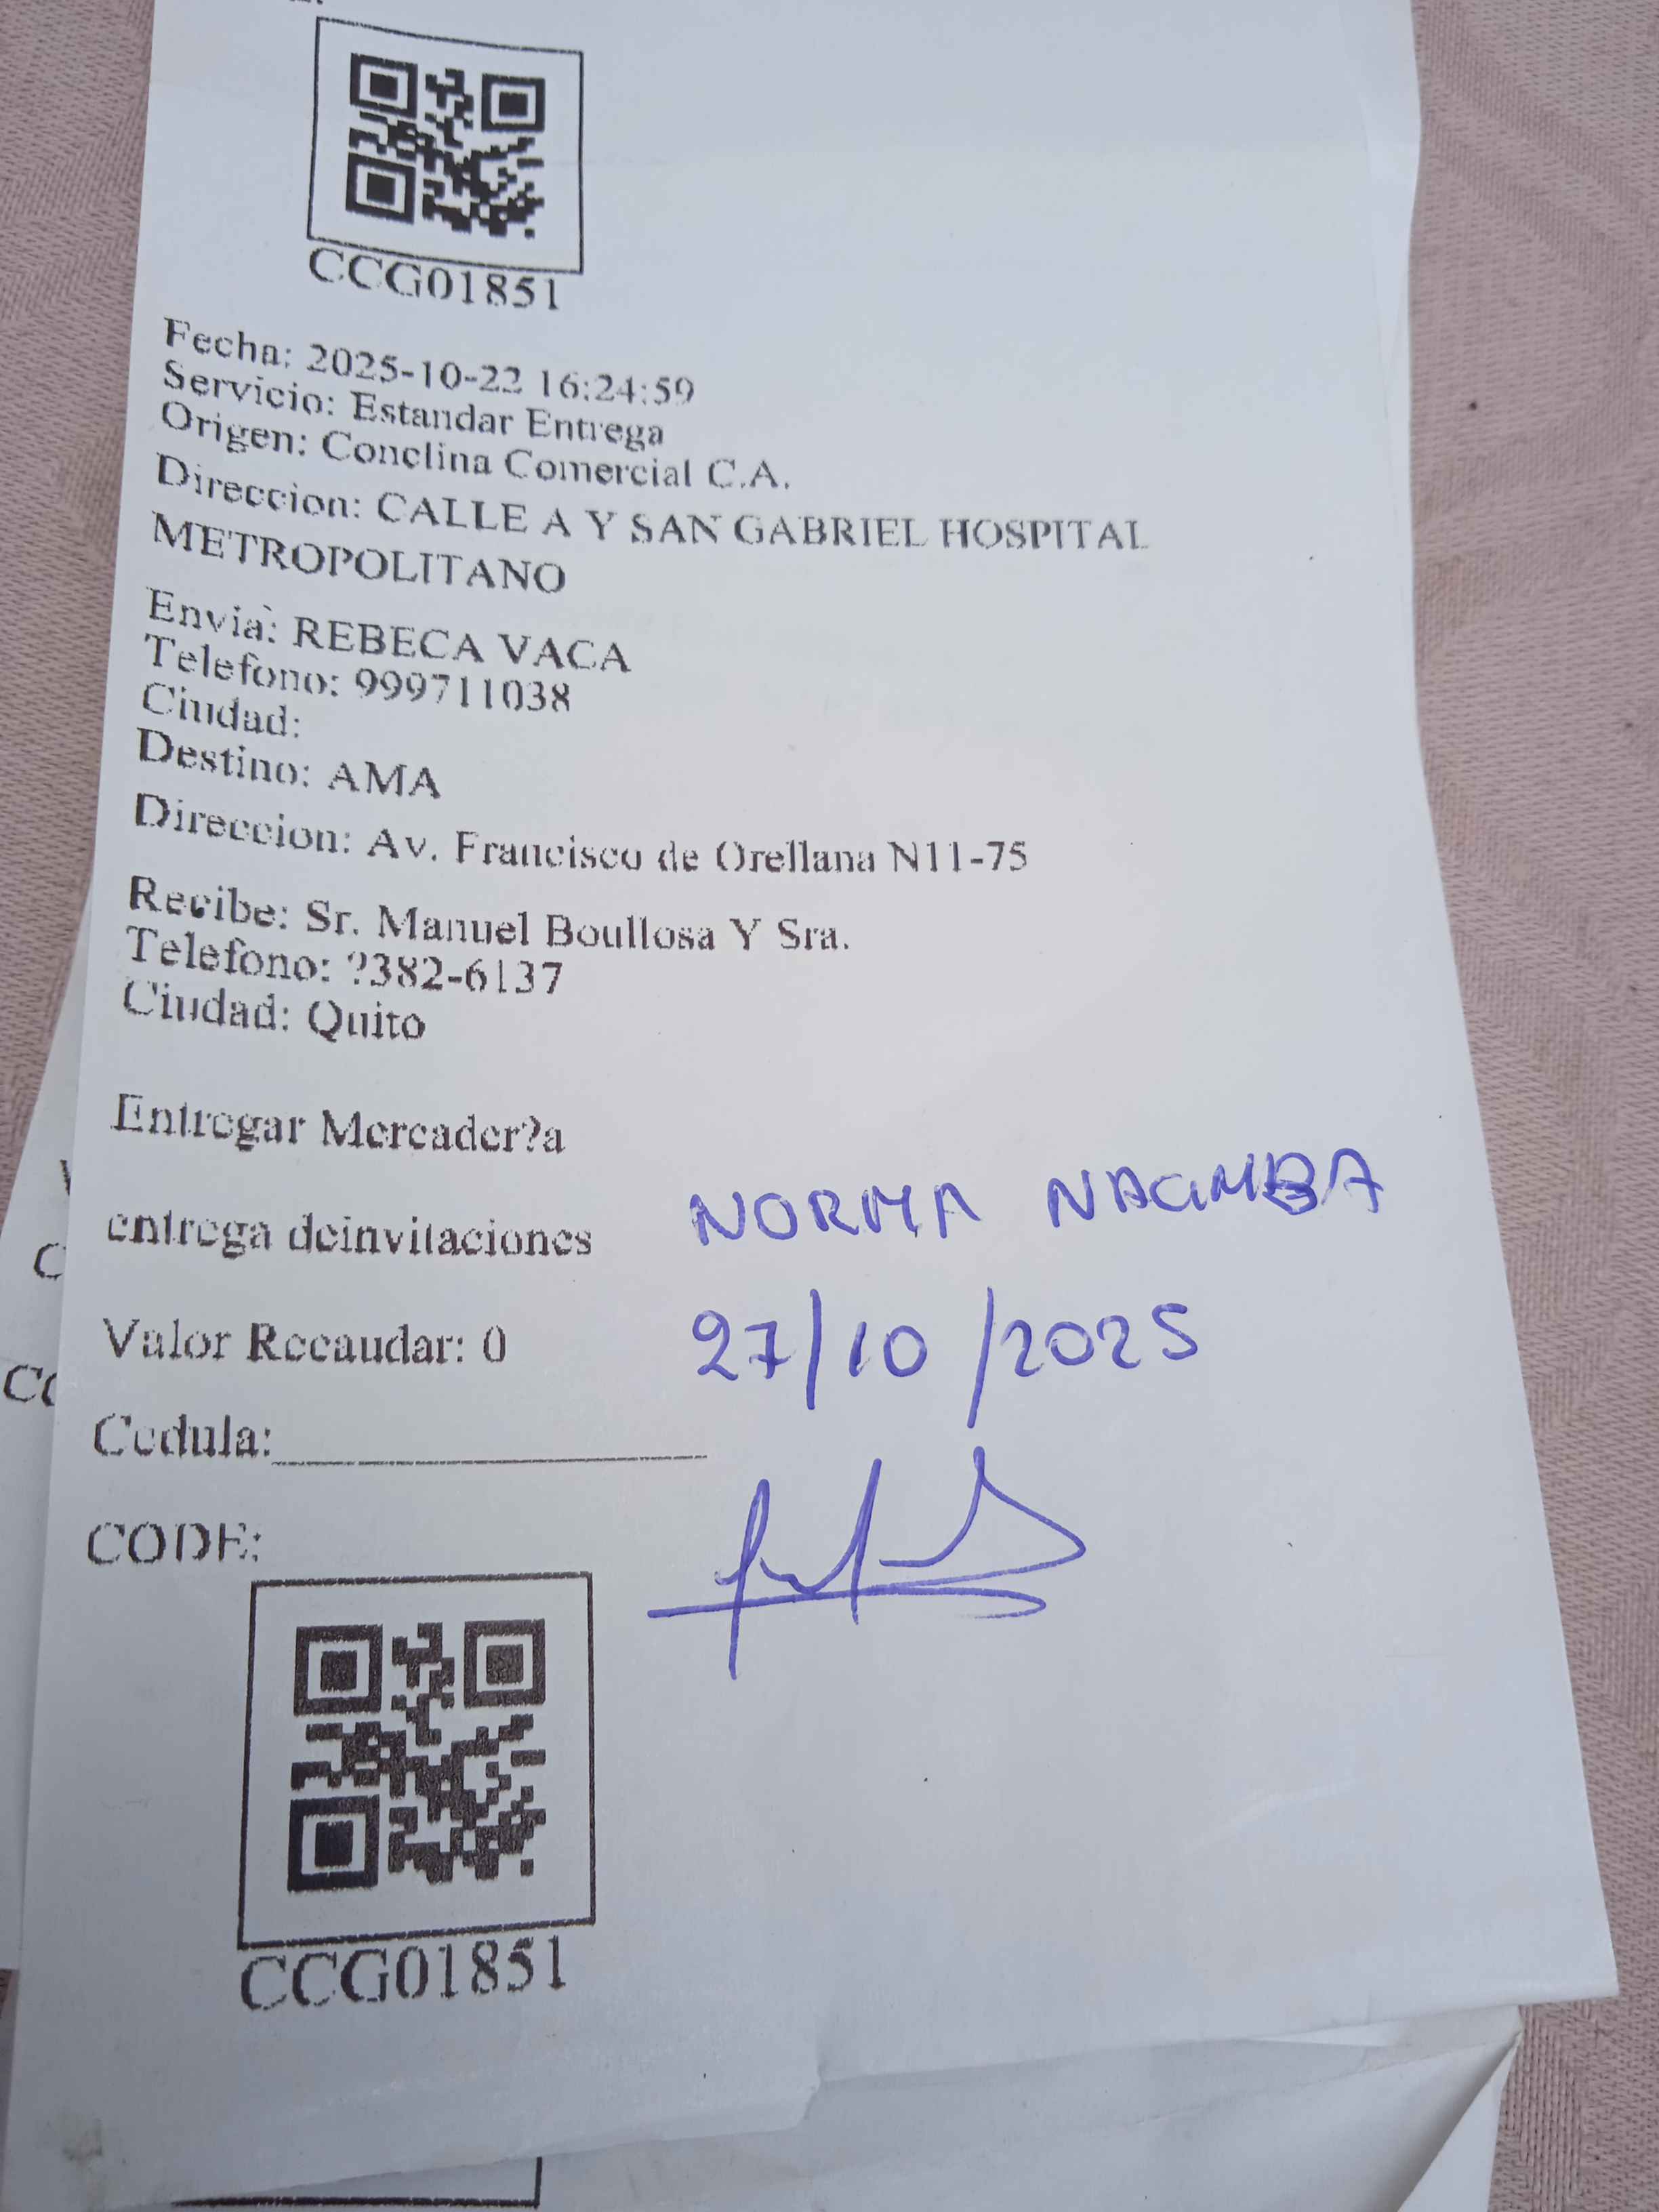 CCG01851
Fecha: 2025-10-22 16:24:59
Servicio: Estandar Entrega
Origen: Conclina Comercial C.A.
Direccion: CALLE A Y SAN GABRIEL HOSPITAL
METROPOLITANO
Envia: REBECA VACA
Telefono: 999711038
Ciudad:
Destino: AMA
Direccion: Av. Francisco de Orellana N11-75
Recibe: Sr. Manuel Boullosa Y Sra.
Telefono: ?382-6137
Ciudad: Quito
Entregar Mercader?a
entrega deinvitaciones
NORMA
Valor Recaudar: 0
27/10/2025
Cedula:
CODE:
CCG01851